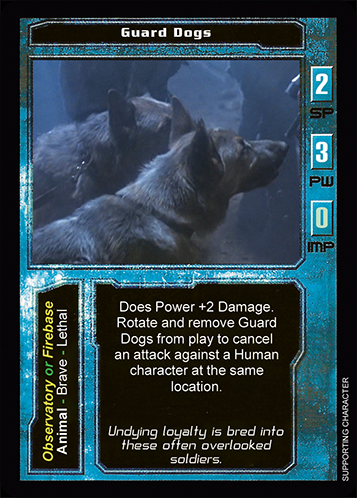 Guard Dogs
2
SP
3
PW
0
IMP
Observatory or Firebase
Animal - Brave - Lethal
Does Power +2 Damage.
Rotate and remove Guard
Dogs from play to cancel
an attack against a Human
character at the same
location.
Undying loyalty is bred into
these often overlooked
soldiers.
SUPPORTING CHARACTER